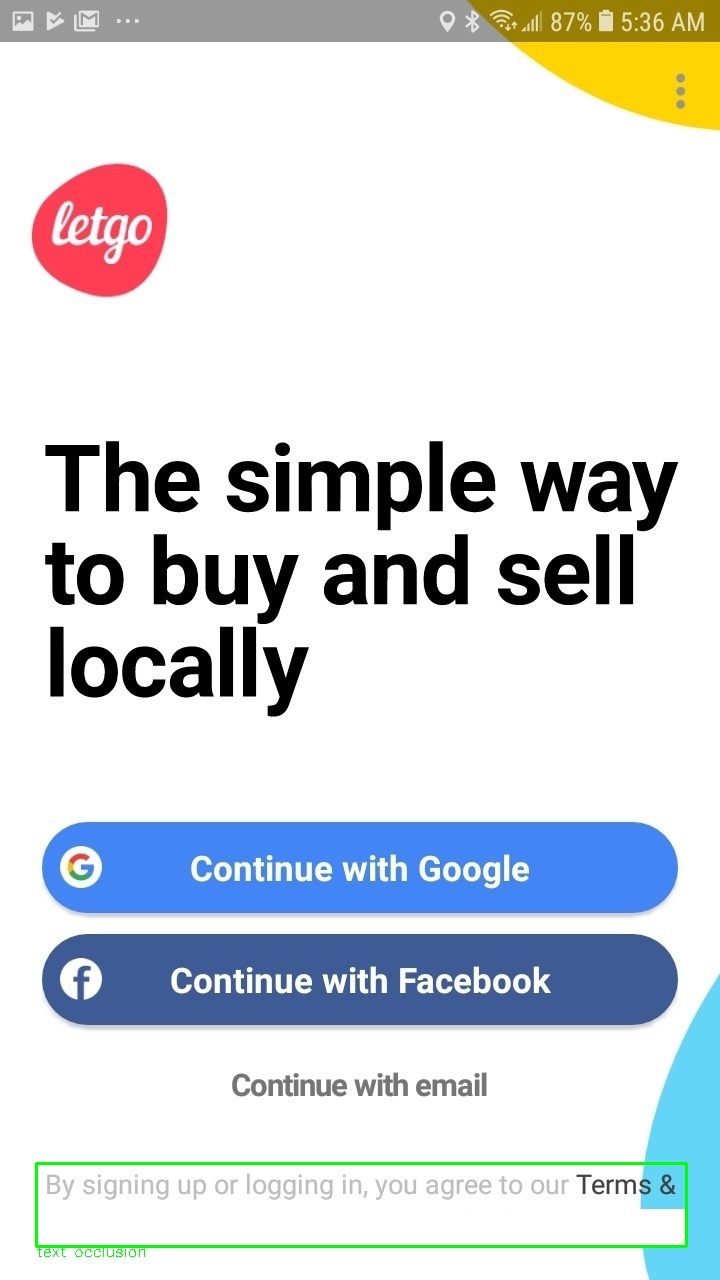 87% 5:36 AM
letgo
The simple way
to buy and sell
locally
Continue with Google
Continue with Facebook
Continue with email
By signing up or logging in, you agree to our Terms &
text occlusion